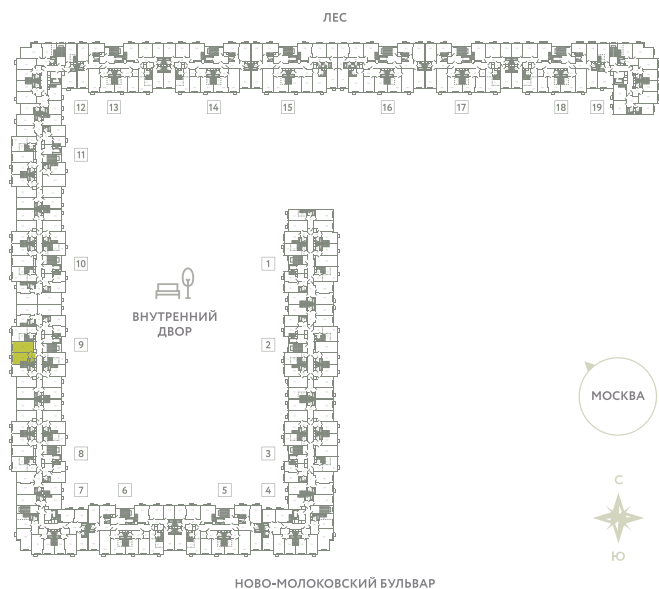 ЛЕС
12 13 14 15 16 17 18 19
11
10 1
ВНУТРЕННИЙ
ДВОР
9 2
МОСКВА
8 3
7 6 5 4
С
Ю
НОВО-МОЛОКОВСКИЙ БУЛЬВАР